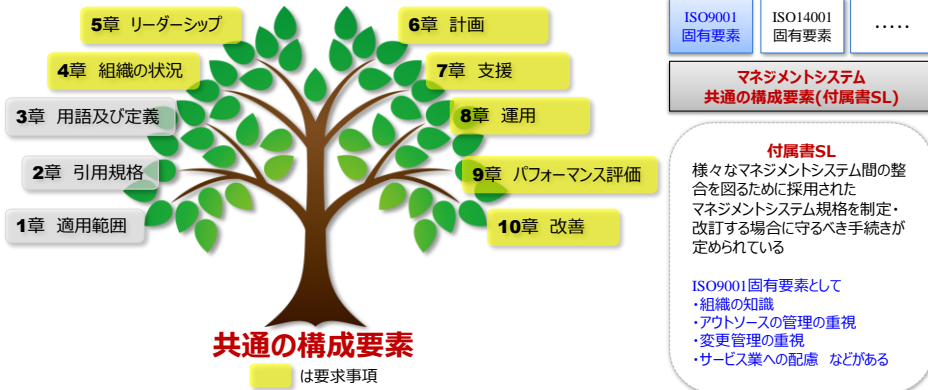 5章 リーダーシップ
4章 組織の状況
3章 用語及び定義
2章 引用規格
1章 適用範囲
6章 計画
7章 支援
8章 運用
9章 パフォーマンス評価
10章 改善
共通の構成要素
は要求事項
ISO9001
固有要素
ISO14001
固有要素
‥‥‥
マネジメントシステム
共通の構成要素(付属書SL)
付属書SL
様々なマネジメントシステム間の整
合を図るために採用された
マネジメントシステム規格を制定・
改訂する場合に守るべき手続きが
定められている
ISO9001固有要素として
・組織の知識
・アウトソースの管理の重視
・変更管理の重視
・サービス業への配慮 などがある